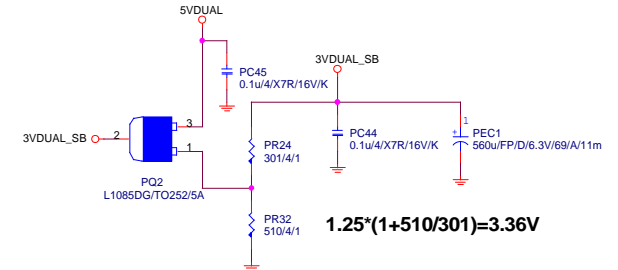 5VDUAL
3VDUAL_SB
PC45
0.1u/4/X7R/16V/K
3
3VDUAL_SB
2
1
PR24
301/4/1
PC44
0.1u/4/X7R/16V/K
1
+
PEC1
560u/FP/D/6.3V/69/A/11m
PQ2
L1085DG/TO252/5A
PR32
510/4/1
1.25*(1+510/301)=3.36V